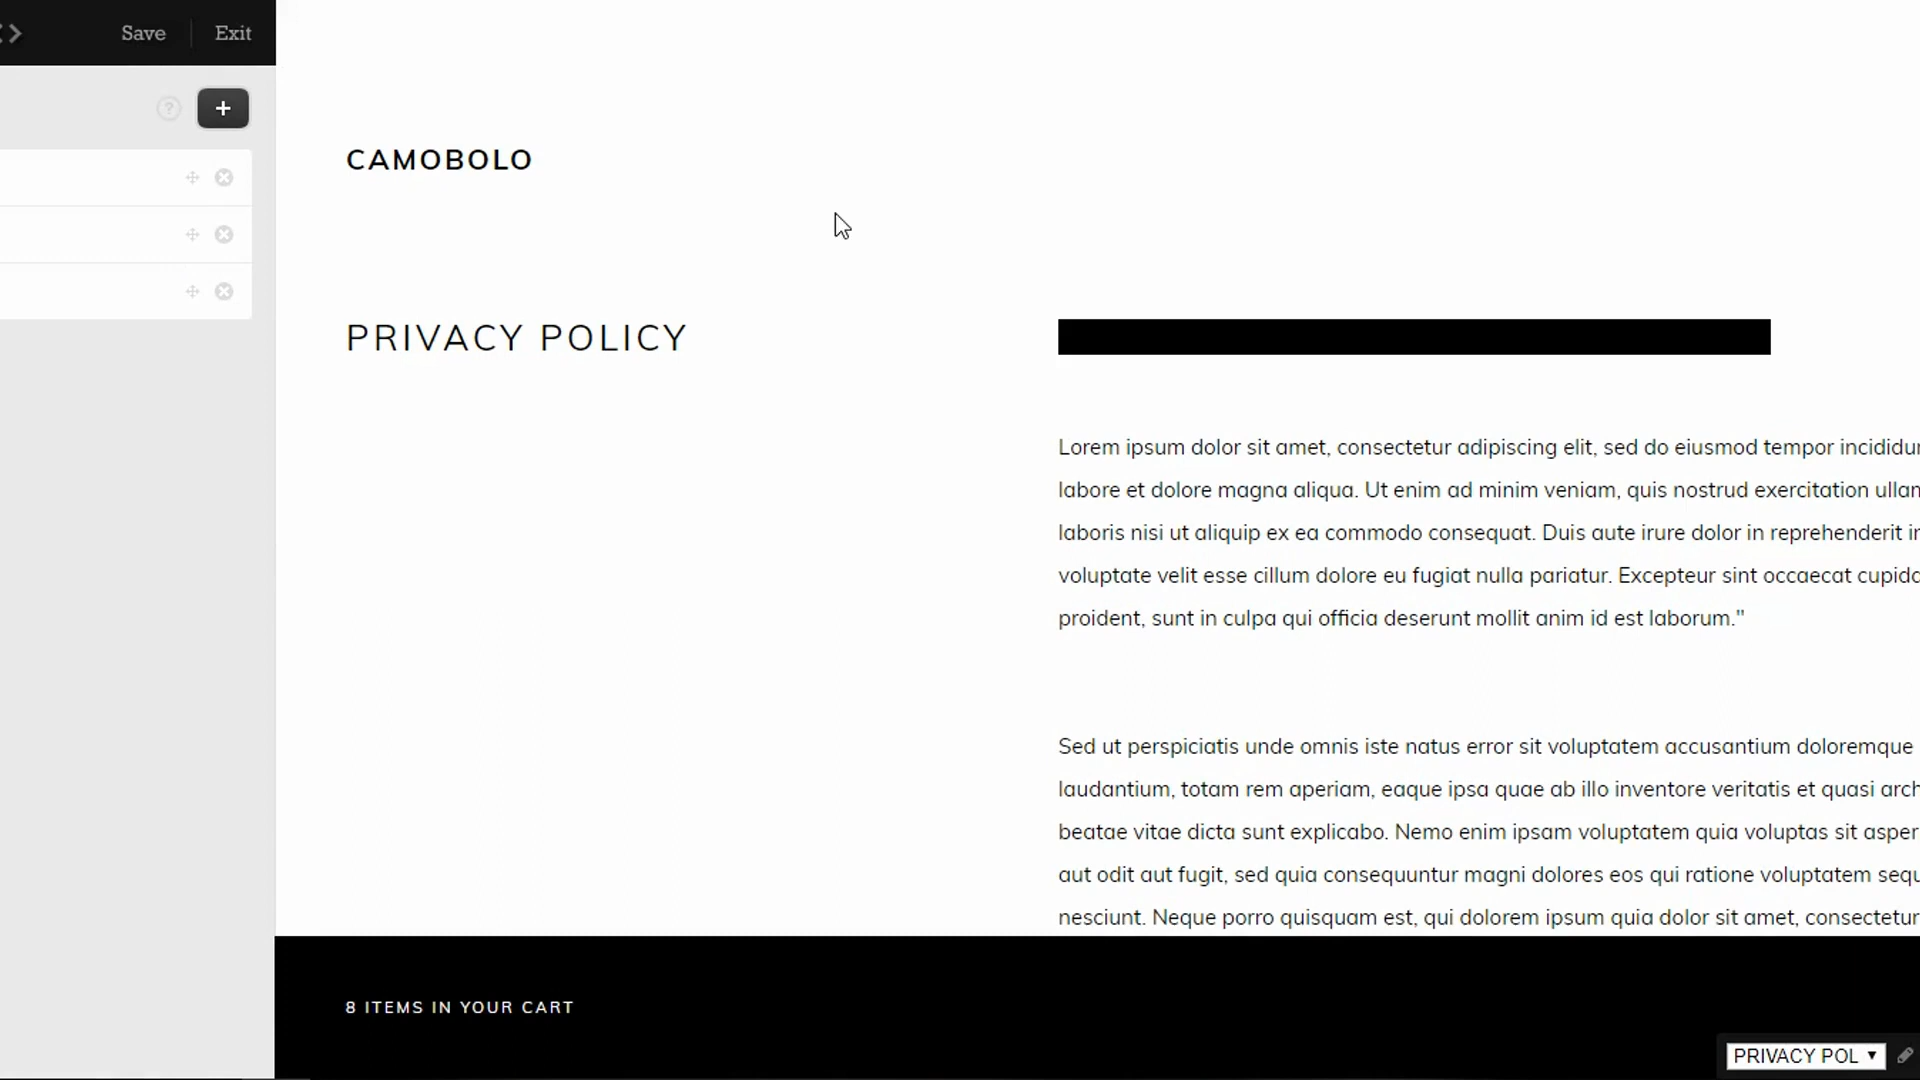 Save
Exit
?
+
CAMOBOLO
PRIVACY POLICY
Lorem ipsum dolor sit amet, consectetur adipiscing elit, sed do eiusmod tempor
labore et dolore magna aliqua. Ut enim ad minim veniam, quis nostrud exercitation
laboris nisi ut aliquip ex ea commodo consequat. Duis aute irure dolor in reprehenderit
voluptate velit esse cillum dolore eu fugiat nulla pariatur. Excepteur sint occaecat
proident, sunt in culpa qui officia deserunt mollit anim id est laborum."
Sed ut perspiciatis unde omnis iste natus error sit voluptatem accusantium doloremque
laudantium, totam rem aperiam, eaque ipsa quae ab illo inventore veritatis et quasi
beatae vitae dicta sunt explicabo. Nemo enim ipsam voluptatem quia voluptas sit
aut odit aut fugit, sed quia consequuntur magni dolores eos qui ratione voluptatem
nesciunt. Neque porro quisquam est, qui dolorem ipsum quia dolor sit amet, consectetur
8 ITEMS IN YOUR CART
PRIVACY POL